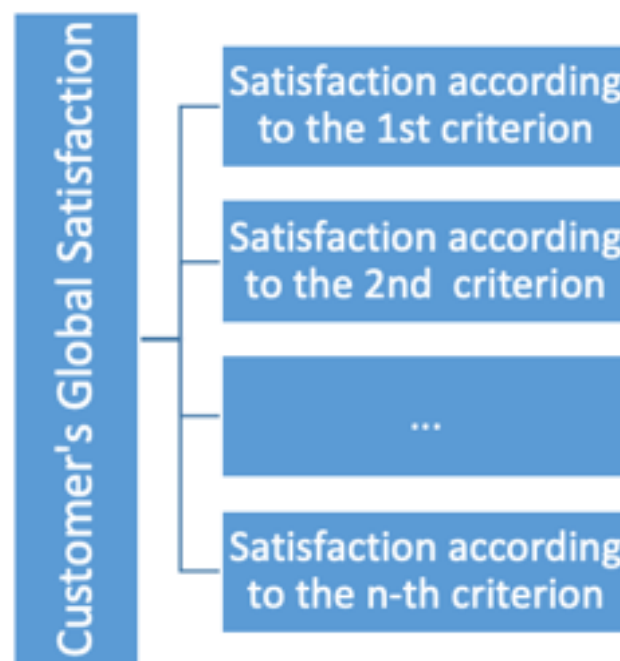 Customer's Global Satisfaction
Satisfaction according
to the 1st criterion
Satisfaction according
to the 2nd  criterion
...
Satisfaction according
to the n-th criterion